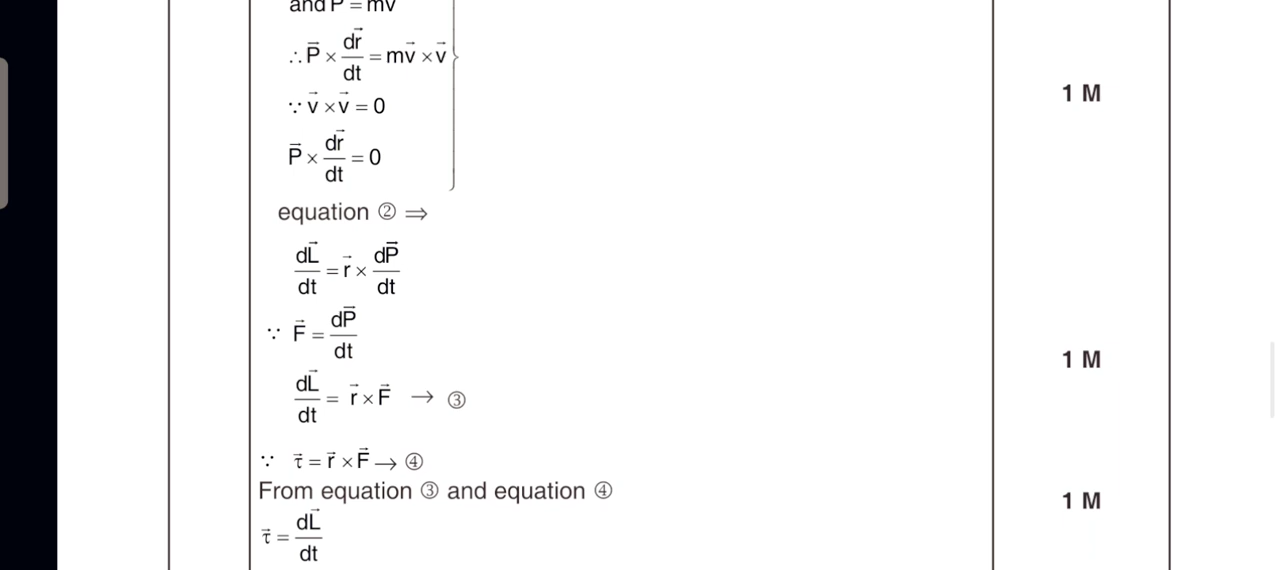 and P = mv
∴ P⃗ × dr⃗/dt = mv⃗ × v⃗
1 M
∵ v⃗ × v⃗ = 0
P⃗ × dr⃗/dt = 0
equation ② ⇒
dL⃗/dt = r⃗ × dP⃗/dt
∵ F⃗ = dP⃗/dt
1 M
dL⃗/dt = r⃗ × F⃗ → ③
∵ τ⃗ = r⃗ × F⃗ → ④
From equation ③ and equation ④
1 M
τ⃗ = dL⃗/dt